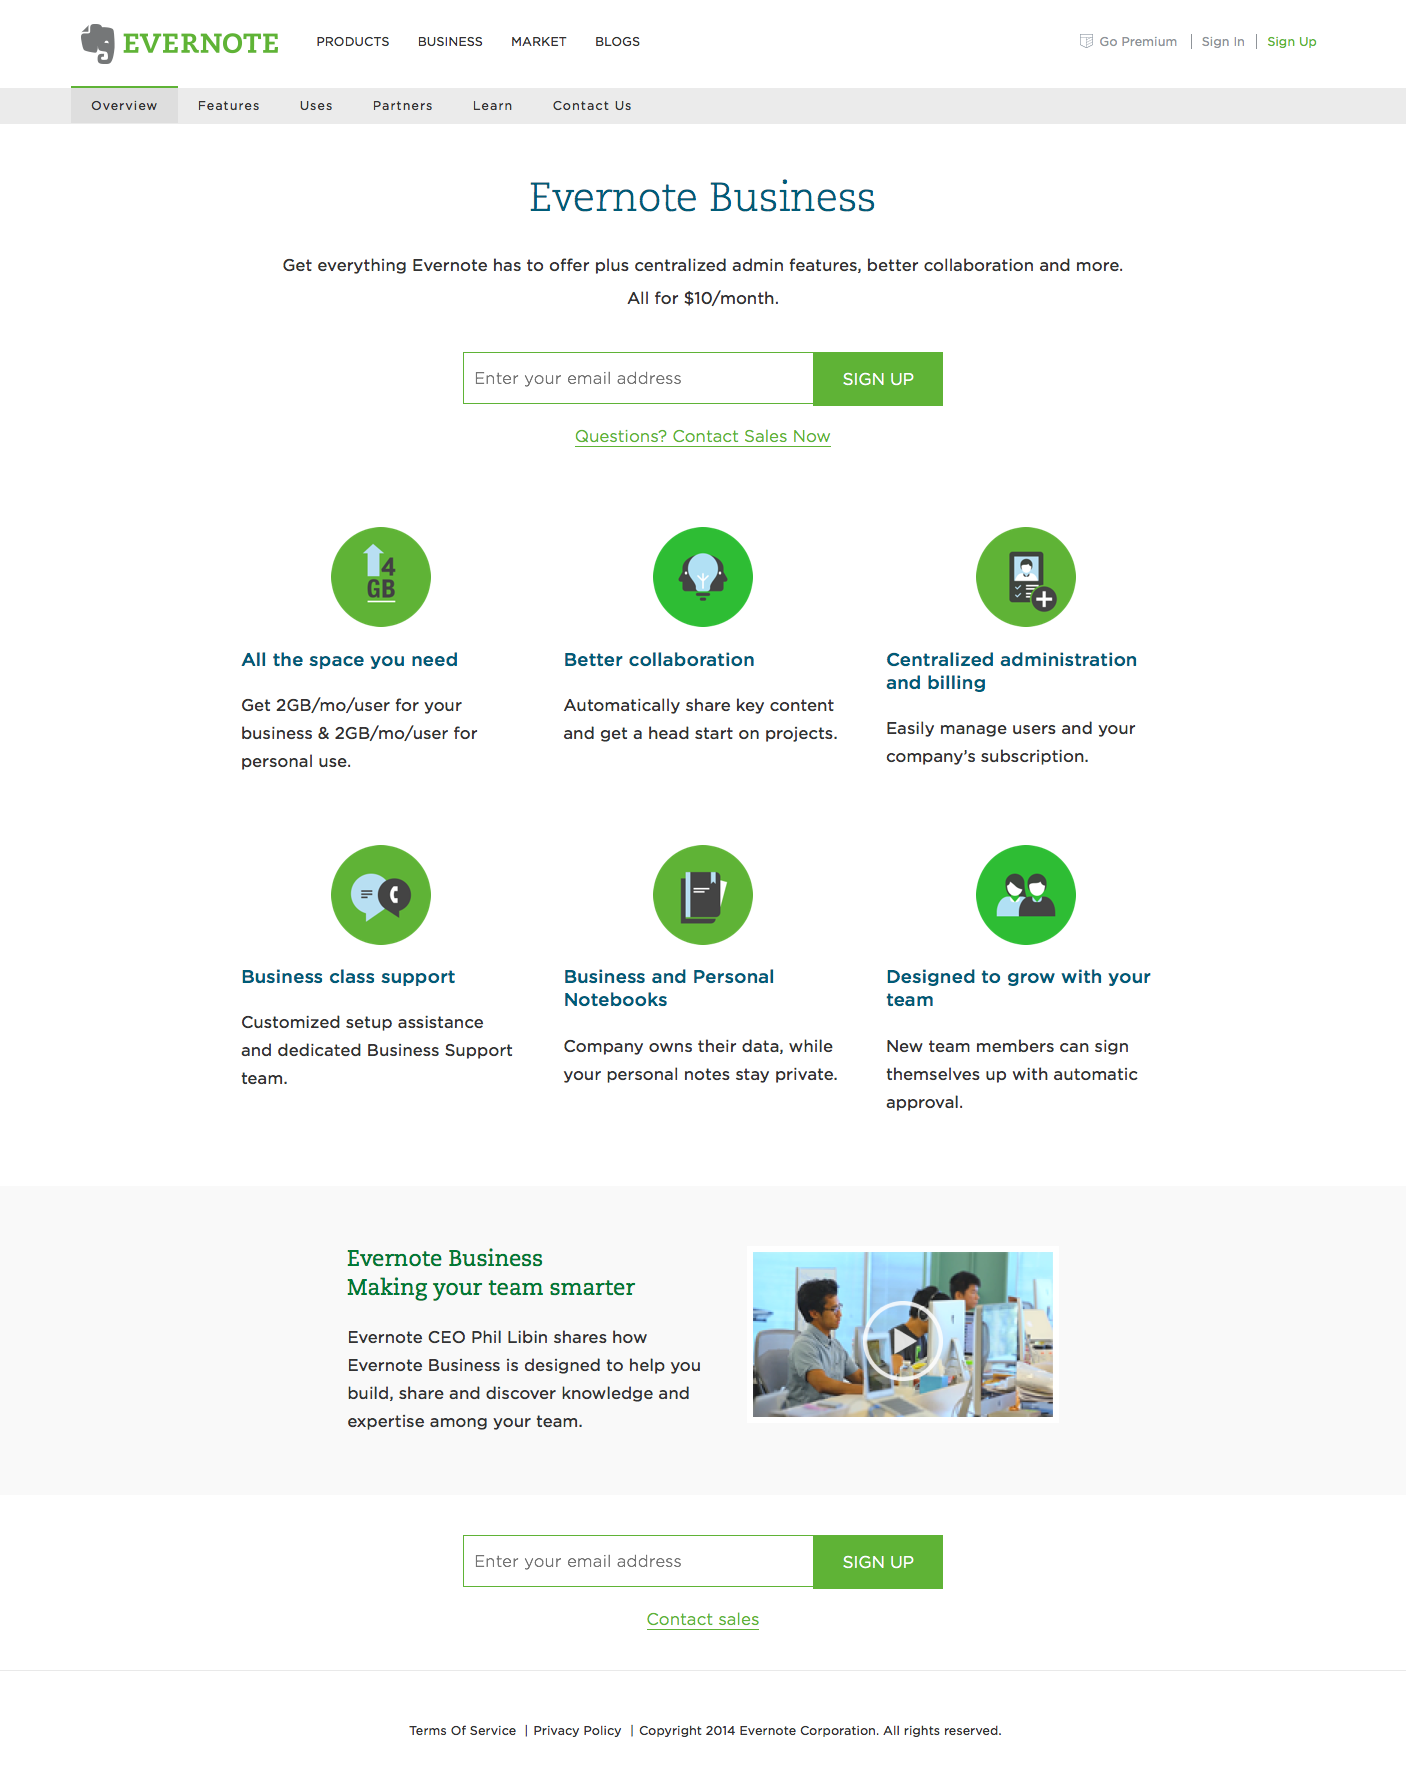 EVERNOTE
PRODUCTS BUSINESS MARKET BLOGS
Go Premium | Sign In | Sign Up
Overview Features Uses Partners Learn Contact Us
Evernote Business
Get everything Evernote has to offer plus centralized admin features, better collaboration and more.
All for $10/month.
Enter your email address
SIGN UP
Questions? Contact Sales Now
4
GB
All the space you need
Get 2GB/mo/user for your
business & 2GB/mo/user for
personal use.
Better collaboration
Automatically share key content
and get a head start on projects.
Centralized administration
and billing
Easily manage users and your
company’s subscription.
Business class support
Customized setup assistance
and dedicated Business Support
team.
Business and Personal
Notebooks
Company owns their data, while
your personal notes stay private.
Designed to grow with your
team
New team members can sign
themselves up with automatic
approval.
Evernote Business
Making your team smarter
Evernote CEO Phil Libin shares how
Evernote Business is designed to help you
build, share and discover knowledge and
expertise among your team.
Enter your email address
SIGN UP
Contact sales
Terms Of Service | Privacy Policy | Copyright 2014 Evernote Corporation. All rights reserved.